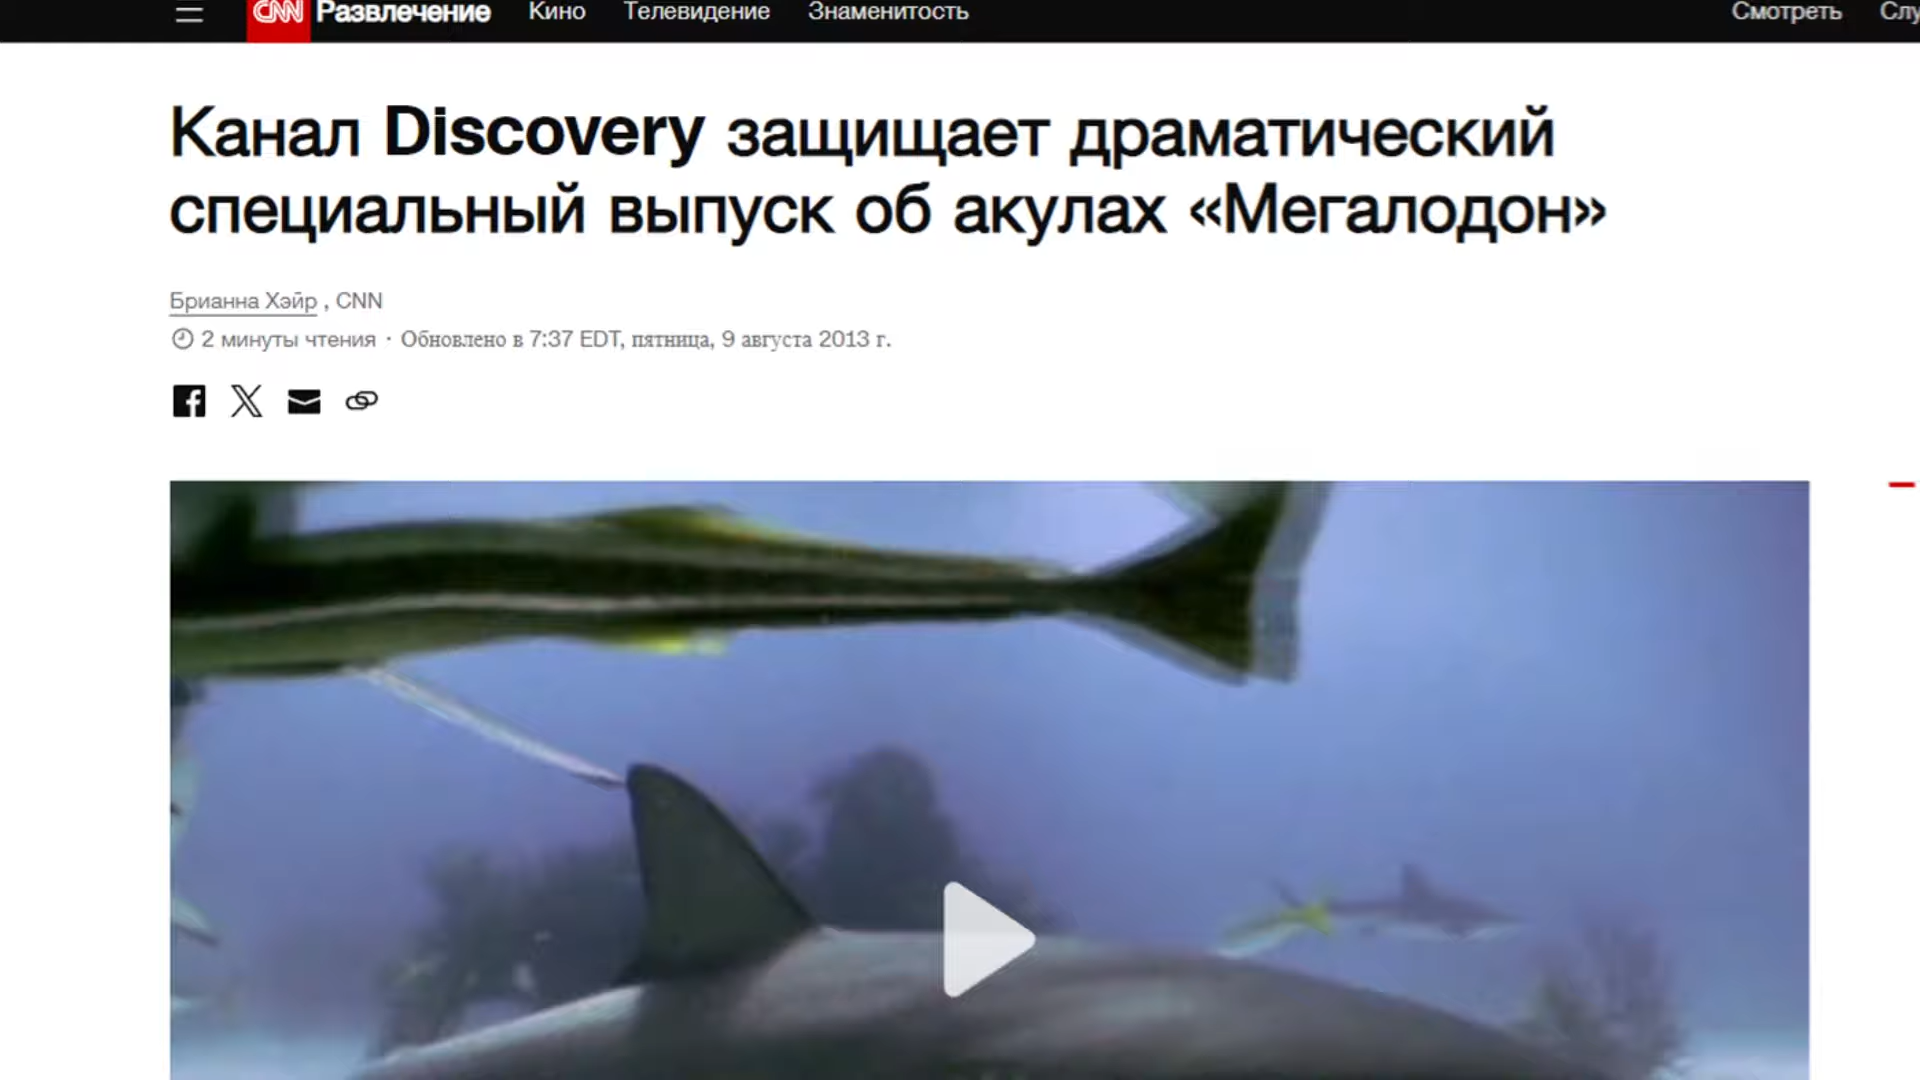 CNN Развлечение Кино Телевидение Знаменитость Смотреть
Канал Discovery защищает драматический
специальный выпуск об акулах «Мегалодон»
Брианна Хэйр , CNN
2 минуты чтения · Обновлено в 7:37 EDT, пятница, 9 августа 2013 г.